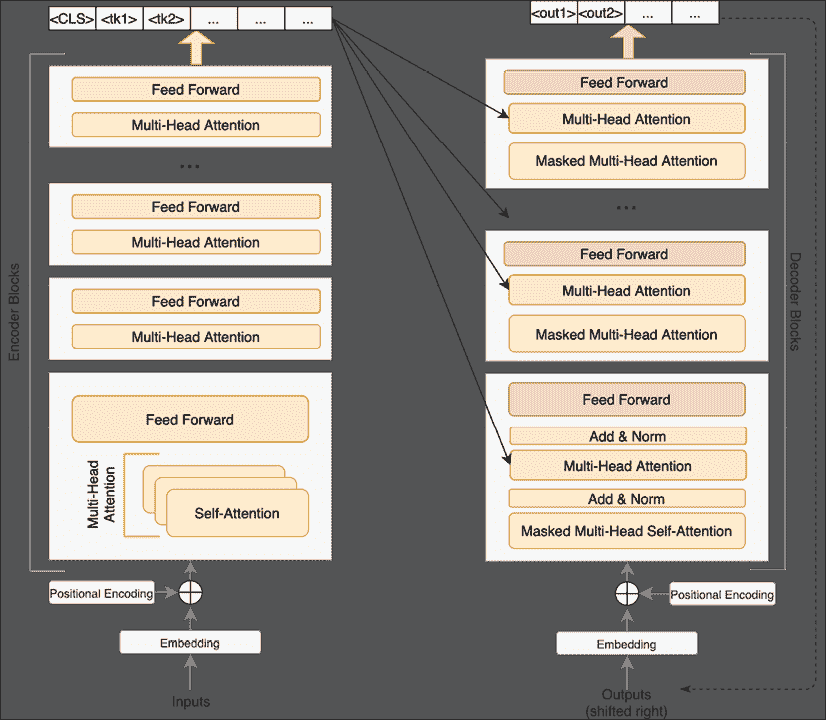 <CLS> <tk1> <tk2> ... ... ...
Feed Forward
Multi-Head Attention
...
Feed Forward
Multi-Head Attention
Feed Forward
Multi-Head Attention
Feed Forward
Multi-Head
Attention
Self-Attention
Encoder Blocks
Positional Encoding
Embedding
Inputs
<out1> <out2> ... ...
Feed Forward
Multi-Head Attention
Masked Multi-Head Attention
...
Feed Forward
Multi-Head Attention
Masked Multi-Head Attention
Feed Forward
Add & Norm
Multi-Head Attention
Add & Norm
Masked Multi-Head Self-Attention
Decoder Blocks
Positional Encoding
Embedding
Outputs
(shifted right)